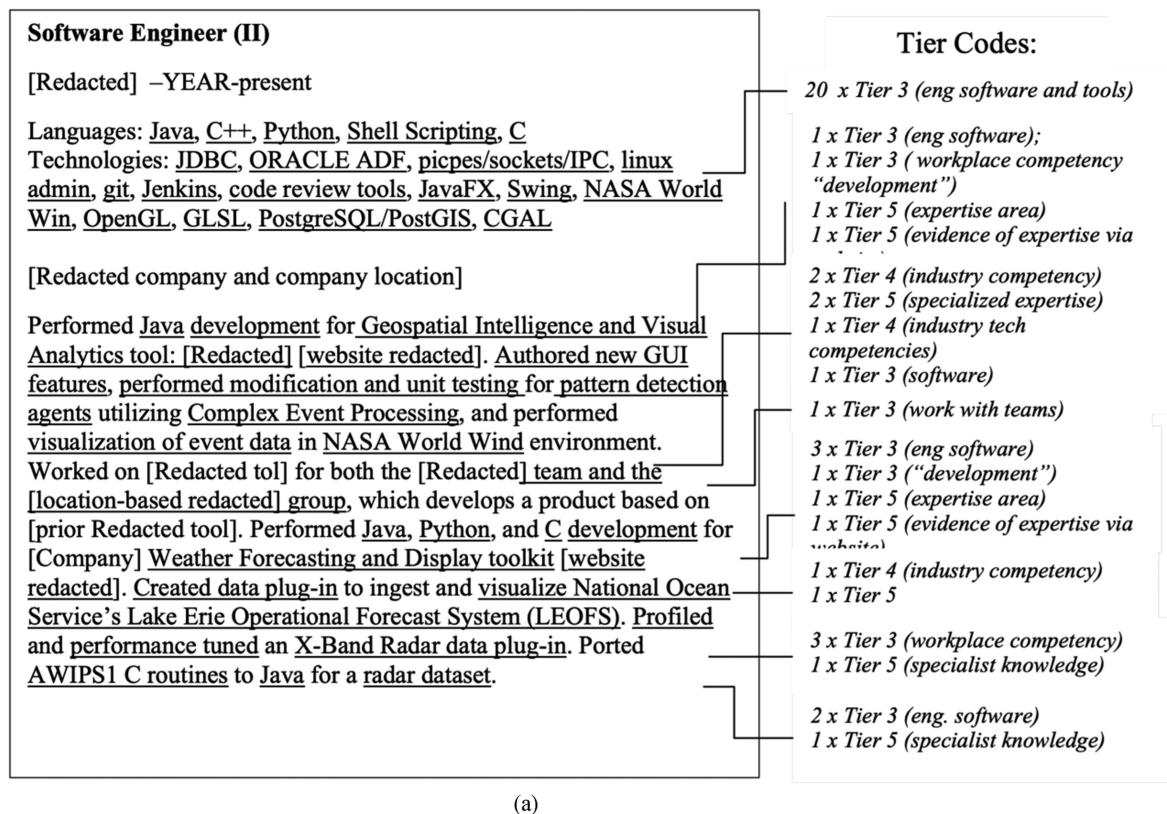 Software Engineer (II)
[Redacted] –YEAR-present
Languages: Java, C++, Python, Shell Scripting, C
Technologies: JDBC, ORACLE ADF, picpes/sockets/IPC, linux
admin, git, Jenkins, code review tools, JavaFX, Swing, NASA World
Win, OpenGL, GLSL, PostgreSQL/PostGIS, CGAL
[Redacted company and company location]
Performed Java development for Geospatial Intelligence and Visual
Analytics tool: [Redacted] [website redacted]. Authored new GUI
features, performed modification and unit testing for pattern detection
agents utilizing Complex Event Processing, and performed
visualization of event data in NASA World Wind environment.
Worked on [Redacted tol] for both the [Redacted] team and the
[location-based redacted] group, which develops a product based on
[prior Redacted tool]. Performed Java, Python, and C development for
[Company] Weather Forecasting and Display toolkit [website
redacted]. Created data plug-in to ingest and visualize National Ocean
Service's Lake Erie Operational Forecast System (LEOFS). Profiled
and performance tuned an X-Band Radar data plug-in. Ported
AWIPS1 C routines to Java for a radar dataset.
Tier Codes:
20 x Tier 3 (eng software and tools)
1 x Tier 3 (eng software);
1 x Tier 3 ( workplace competency
"development")
1 x Tier 5 (expertise area)
1 x Tier 5 (evidence of expertise via
2 x Tier 4 (industry competency)
2 x Tier 5 (specialized expertise)
1 x Tier 4 (industry tech
competencies)
1 x Tier 3 (software)
1 x Tier 3 (work with teams)
3 x Tier 3 (eng software)
1 x Tier 3 ("development")
1 x Tier 5 (expertise area)
1 x Tier 5 (evidence of expertise via
website)
1 x Tier 4 (industry competency)
1 x Tier 5
3 x Tier 3 (workplace competency)
1 x Tier 5 (specialist knowledge)
2 x Tier 3 (eng. software)
1 x Tier 5 (specialist knowledge)
(a)